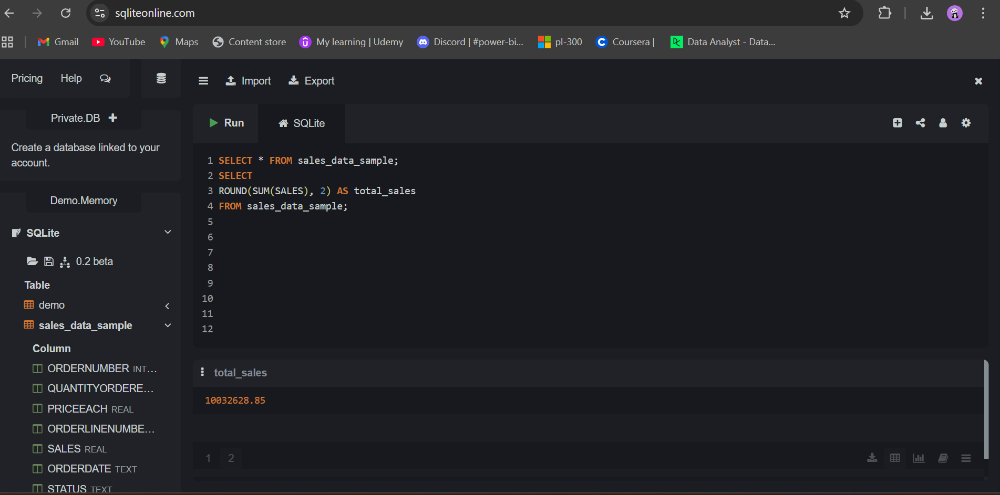 sqliteonline.com
Gmail YouTube Maps Content store My learning | Udemy Discord | #power-bi... pl-300 Coursera | Data Analyst - Data...
Pricing Help
Import Export
Private.DB
Create a database linked to your
account.
Demo.Memory
SQLite
0.2 beta
Table
demo
sales_data_sample
Column
ORDERNUMBER INT...
QUANTITYORDERE...
PRICEEACH REAL
ORDERLINENUMBE...
SALES REAL
ORDERDATE TEXT
STATUS TEXT
Run SQLite
1 SELECT * FROM sales_data_sample;
2 SELECT
3 ROUND(SUM(SALES), 2) AS total_sales
4 FROM sales_data_sample;
5
6
7
8
9
10
11
12
total_sales
10032628.85
1 2